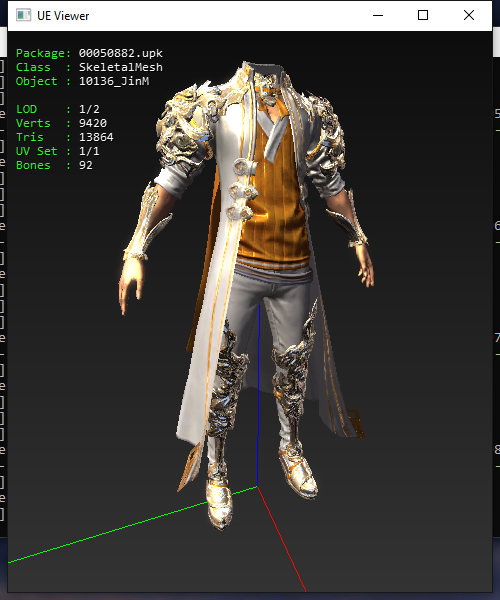 UE Viewer
Package: 00050882.upk
Class : SkeletalMesh
Object : 10136_JinM
LOD : 1/2
Verts : 9420
Tris : 13864
UV Set : 1/1
Bones : 92